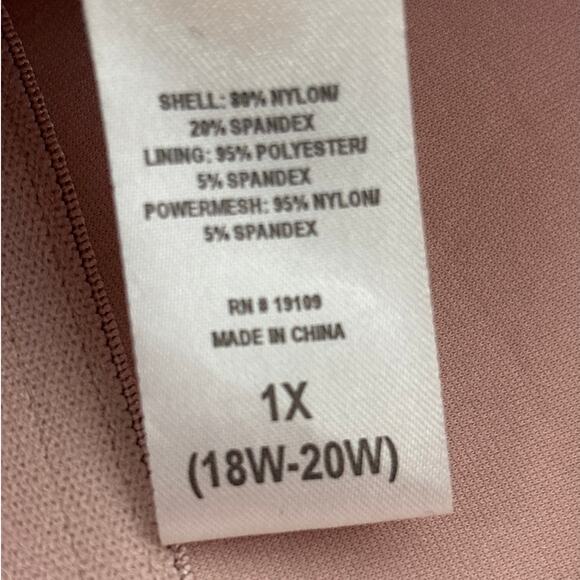 SHELL: 80% NYLON/
20% SPANDEX
LINING: 95% POLYESTER/
5% SPANDEX
POWERMESH: 95% NYLON/
5% SPANDEX
RN # 19109
MADE IN CHINA
1X
(18W-20W)